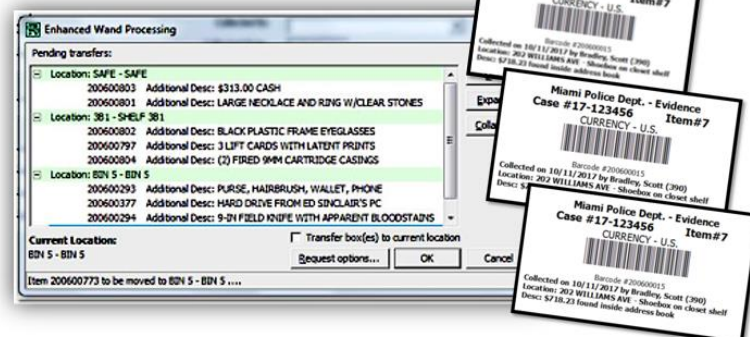 Enhanced Wand Processing
Pending transfers:
Location: SAFE - SAFE
200600803 Additional Desc: $313.00 CASH
200600801 Additional Desc: LARGE NECKLACE AND RING W/CLEAR STONES
Location: 3B1 - SHELF 3B1
200600802 Additional Desc: BLACK PLASTIC FRAME EYEGLASSES
200600797 Additional Desc: 3 LIFT CARDS WITH LATENT PRINTS
200600804 Additional Desc: (2) FIRED 9MM CARTRIDGE CASINGS
Location: BIN 5 - BIN 5
200600293 Additional Desc: PURSE, HAIRBRUSH, WALLET, PHONE
200600377 Additional Desc: HARD DRIVE FROM ED SINCLAIR'S PC
200600294 Additional Desc: 9-IN FIELD KNIFE WITH APPARENT BLOODSTAINS
Current Location:
BIN 5 - BIN 5
Transfer box(es) to current location
Request options... OK Cancel
Item 200600773 to be moved to BIN 5 - BIN 5 ....
Expa
Colla
Item#7
CURRENCY - U.S.
Barcode #200600015
Collected on 10/11/2017 by Bradley, Scott (390)
Location: 202 WILLIAMS AVE - Shoebox on closet shelf
Desc: $718.23 found inside address book
Miami Police Dept. - Evidence
Case #17-123456 Item#7
CURRENCY - U.S.
Barcode #200600015
Collected on 10/11/2017 by Bradley, Scott (390)
Location: 202 WILLIAMS AVE - Shoebox on closet shelf
Desc: $7
Miami Police Dept. - Evidence
Case #17-123456 Item#7
CURRENCY - U.S.
Barcode #200600015
Collected on 10/11/2017 by Bradley, Scott (390)
Location: 202 WILLIAMS AVE - Shoebox on closet shelf
Desc: $718.23 found inside address book